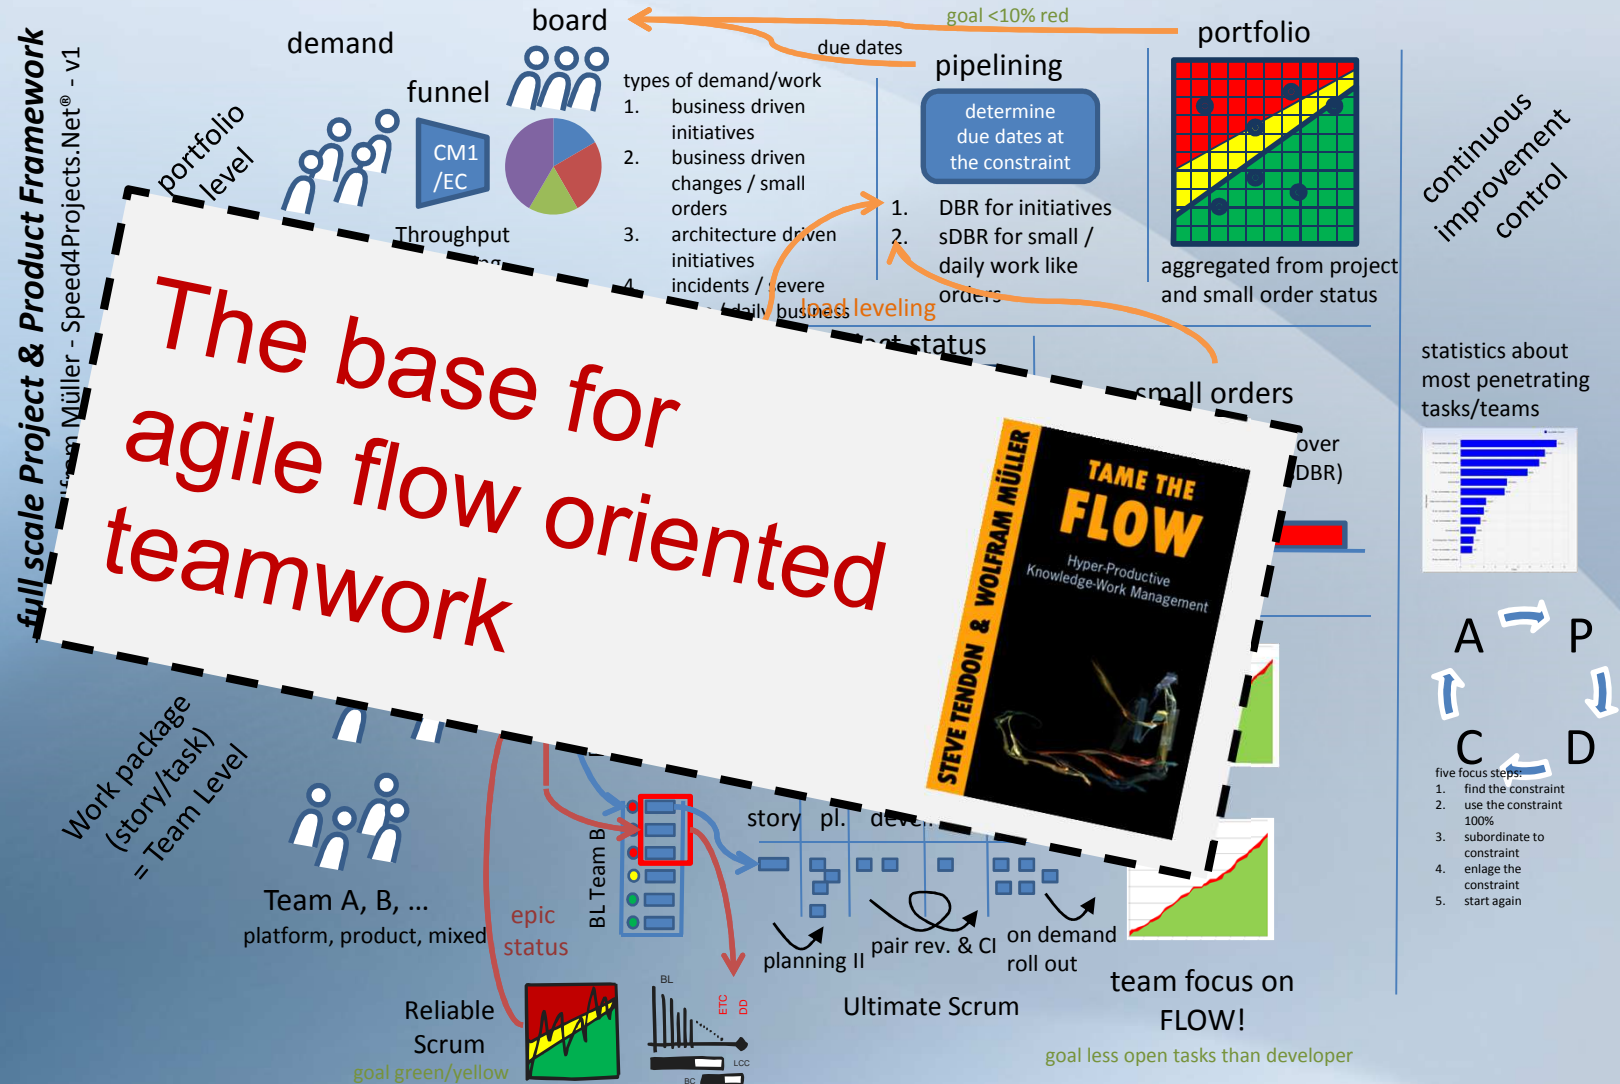 full scale Project & Product Framework
Müller - Speed4Projects.Net® - v1
portfolio
level
demand
funnel
CM1
/EC
Throughput
board
types of demand/work
1. business driven
initiatives
2. business driven
changes / small
orders
3. architecture driven
initiatives
4. incidents / severe
/ daily business
due dates
goal <10% red
pipelining
determine
due dates at
the constraint
1. DBR for initiatives
2. sDBR for small /
daily work like
orders
load leveling
portfolio
aggregated from project
and small order status
continuous
improvement
control
status
small orders
over
DBR)
statistics about
most penetrating
tasks/teams
The base for
agile flow oriented
teamwork
STEVE TENDON & WOLFRAM MÜLLER
TAME THE
FLOW
Hyper-Productive
Knowledge-Work Management
A P
C D
five focus steps:
1. find the constraint
2. use the constraint
100%
3. subordinate to
constraint
4. enlage the
constraint
5. start again
Work package
(story/task)
= Team Level
Team A, B, ...
platform, product, mixed
epic
status
BL Team B
story pl.
planning II
pair rev. & CI
on demand
roll out
Ultimate Scrum
team focus on
FLOW!
goal less open tasks than developer
Reliable
Scrum
goal green/yellow
BL
ETC
DD
LCC
BC